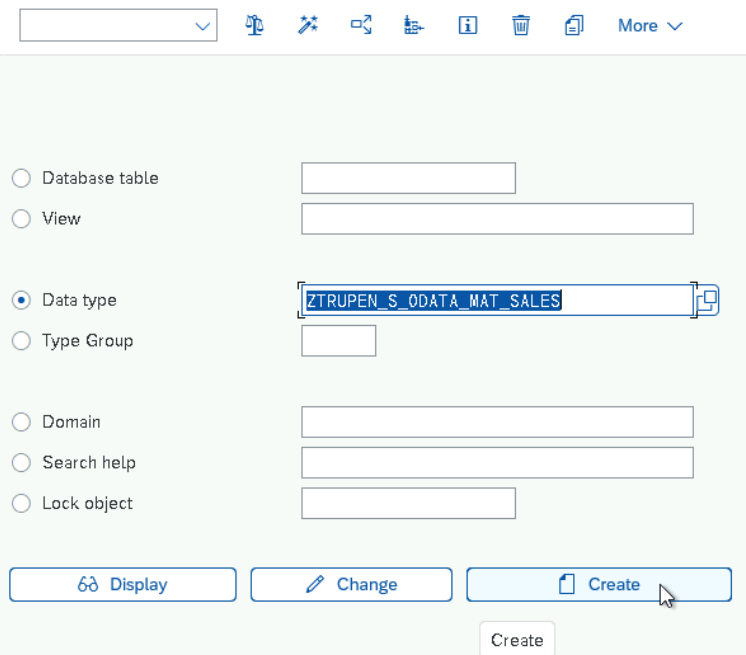 More
Database table
View
Data type ZTRUPEN_S_ODATA_MAT_SALES
Type Group
Domain
Search help
Lock object
Display Change Create
Create